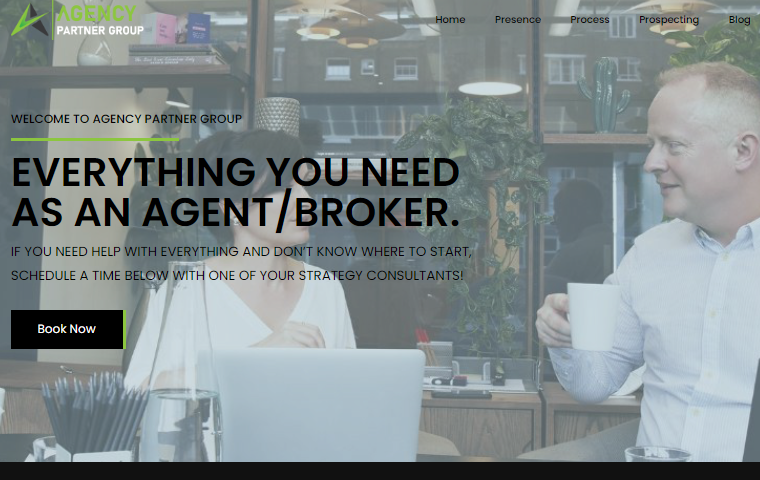 AGENCY
PARTNER GROUP
Home Presence Process Prospecting Blog
WELCOME TO AGENCY PARTNER GROUP
EVERYTHING YOU NEED
AS AN AGENT/BROKER.
IF YOU NEED HELP WITH EVERYTHING AND DON'T KNOW WHERE TO START,
SCHEDULE A TIME BELOW WITH ONE OF YOUR STRATEGY CONSULTANTS!
Book Now